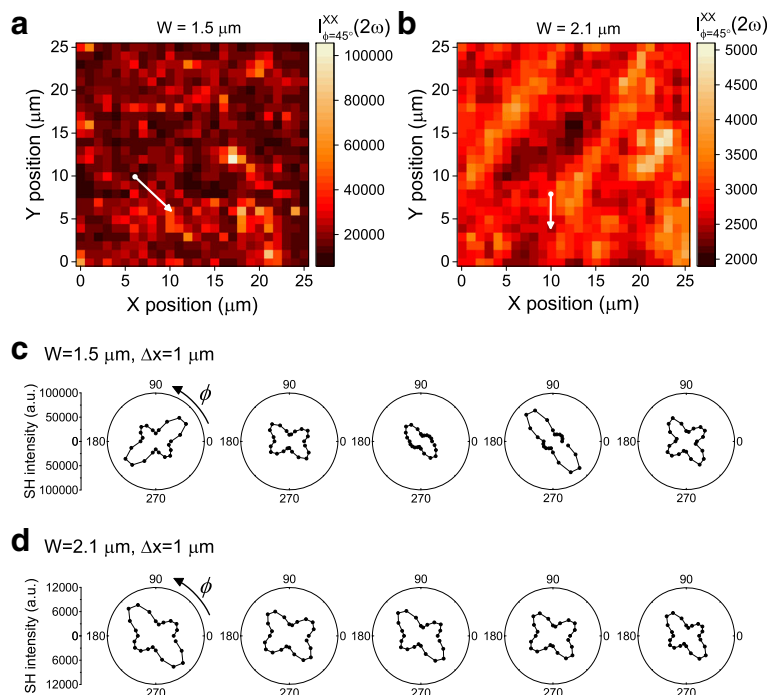 a
W = 1.5 μm
I^XX_ϕ=45°(2ω)
25
20
15
10
5
0
Y position (μm)
0 5 10 15 20 25
X position (μm)
100000
80000
60000
40000
20000
b
W = 2.1 μm
I^XX_ϕ=45°(2ω)
25
20
15
10
5
0
Y position (μm)
0 5 10 15 20 25
X position (μm)
5000
4500
4000
3500
3000
2500
2000
c W=1.5 μm, Δx=1 μm
SH intensity (a.u.)
100000
50000
0
50000
100000
ϕ
90 90 90 90 90
180 0 180 0 180 0 180 0 180 0
270 270 270 270 270
d W=2.1 μm, Δx=1 μm
SH intensity (a.u.)
12000
6000
0
6000
12000
ϕ
90 90 90 90 90
180 0 180 0 180 0 180 0 180 0
270 270 270 270 270